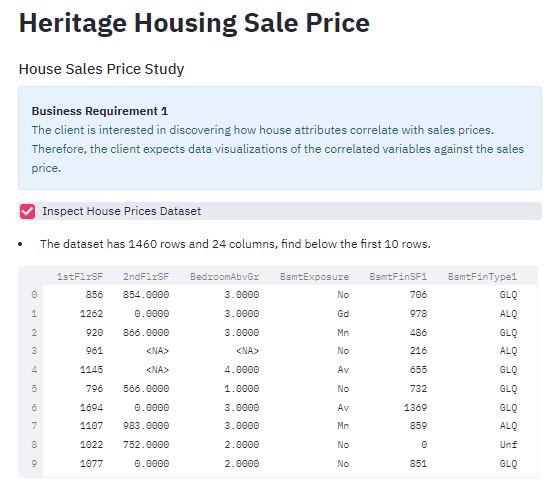 Heritage Housing Sale Price
House Sales Price Study
Business Requirement 1
The client is interested in discovering how house attributes correlate with sales prices.
Therefore, the client expects data visualizations of the correlated variables against the sales
price.
Inspect House Prices Dataset
• The dataset has 1460 rows and 24 columns, find below the first 10 rows.
1stFlrSF 2ndFlrSF BedroomAbvGr BsmtExposure BsmtFinSF1 BsmtFinType1
0 856 854.0000 3.0000 No 706 GLQ
1 1262 0.0000 3.0000 Gd 978 ALQ
2 920 866.0000 3.0000 Mn 486 GLQ
3 961 <NA> <NA> No 216 ALQ
4 1145 <NA> 4.0000 Av 655 GLQ
5 796 566.0000 1.0000 No 732 GLQ
6 1694 0.0000 3.0000 Av 1369 GLQ
7 1107 983.0000 3.0000 Mn 859 ALQ
8 1022 752.0000 2.0000 No 0 Unf
9 1077 0.0000 2.0000 No 851 GLQ